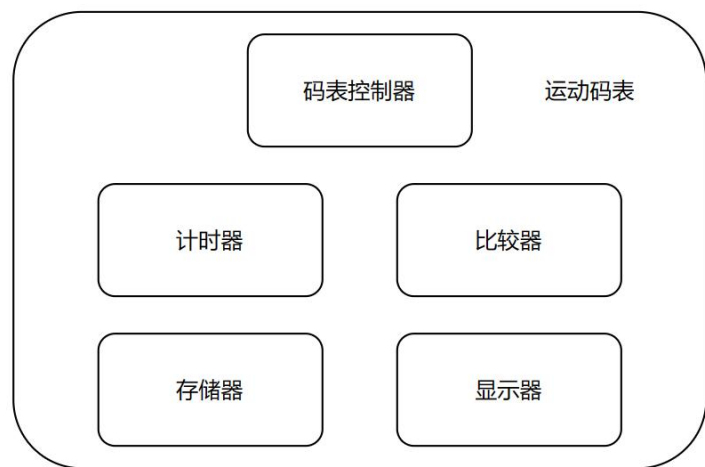 码表控制器
运动码表
计时器
比较器
存储器
显示器